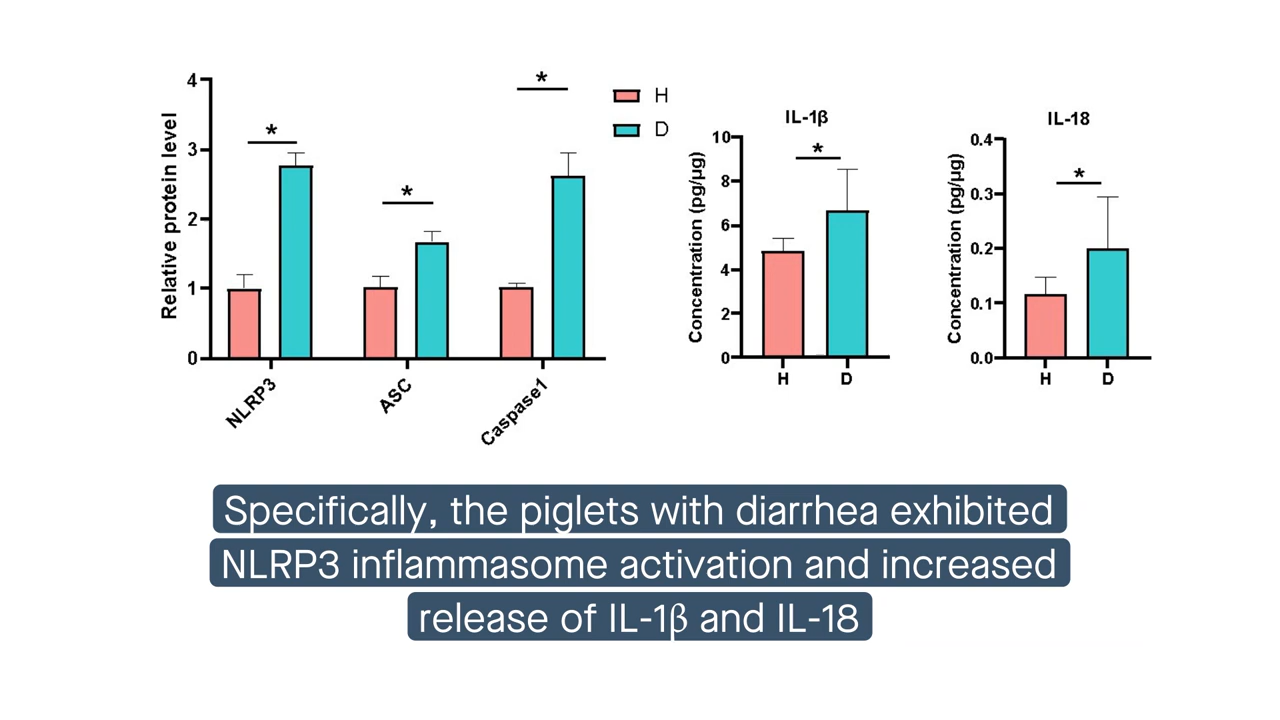 4
3
2
1
0
Relative protein level
*
*
*
NLRP3
ASC
Caspase1
H
D
IL-1β
10
8
6
4
2
0
Concentration (pg/μg)
*
H
D
IL-18
0.4
0.3
0.2
0.1
0.0
Concentration (pg/μg)
*
H
D
Specifically, the piglets with diarrhea exhibited
NLRP3 inflammasome activation and increased
release of IL-1β and IL-18